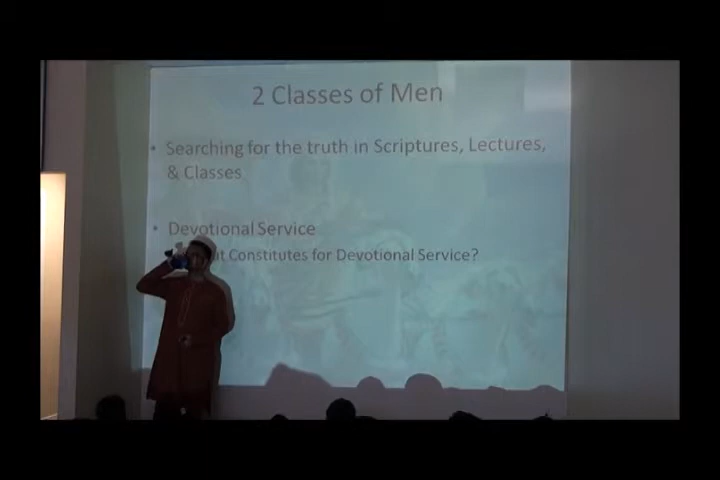 2 Classes of Men
• Searching for the truth in Scriptures, Lectures,
& Classes
• Devotional Service
Constitutes for Devotional Service?